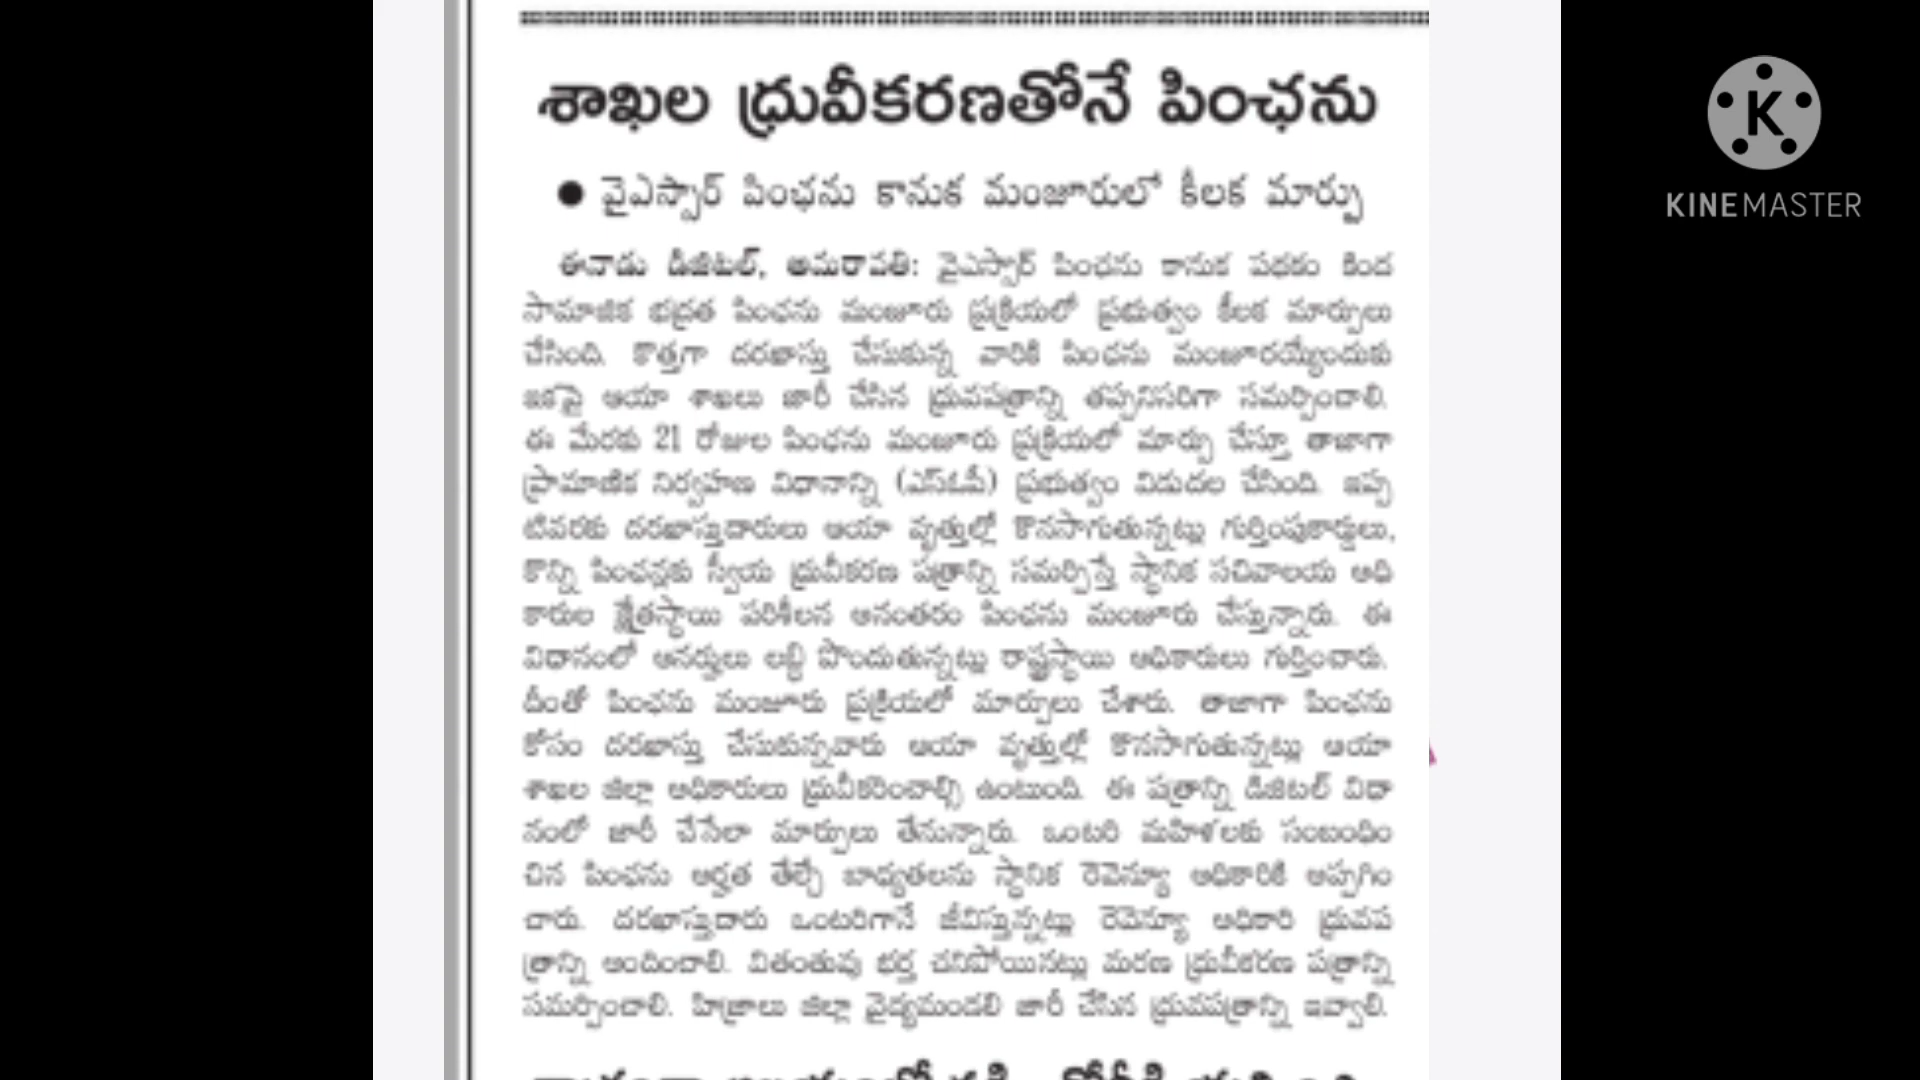 శాఖల ధ్రువీకరణతోనే పింఛను
● వైఎస్సార్ పింఛను కానుక మంజూరులో కీలక మార్పు
ఈనాడు డిజిటల్, అమరావతి: వైఎస్సార్ పింఛను కానుక పథకం కింద
సామాజిక భద్రత పింఛను మంజూరు ప్రక్రియలో ప్రభుత్వం కీలక మార్పులు
చేసింది. కొత్తగా దరఖాస్తు చేసుకున్న వారికి పింఛను మంజూరయ్యేందుకు
ఇకపై ఆయా శాఖలు జారీ చేసిన ధ్రువపత్రాన్ని తప్పనిసరిగా సమర్పించాలి.
ఈ మేరకు 21 రోజుల పింఛను మంజూరు ప్రక్రియలో మార్పు చేస్తూ తాజాగా
ప్రామాణిక నిర్వహణ విధానాన్ని (ఎస్ఓపీ) ప్రభుత్వం విడుదల చేసింది. ఇప్ప
టివరకు దరఖాస్తుదారులు ఆయా వృత్తుల్లో కొనసాగుతున్నట్లు గుర్తింపుకార్డులు,
కొన్ని పింఛన్లకు స్వీయ ధ్రువీకరణ పత్రాన్ని సమర్పిస్తే స్థానిక సచివాలయ అధి
కారుల క్షేత్రస్థాయి పరిశీలన అనంతరం పింఛను మంజూరు చేస్తున్నారు. ఈ
విధానంలో అనర్హులు లబ్ధి పొందుతున్నట్లు రాష్ట్రస్థాయి అధికారులు గుర్తించారు.
దీంతో పింఛను మంజూరు ప్రక్రియలో మార్పులు చేశారు. తాజాగా పింఛను
కోసం దరఖాస్తు చేసుకున్నవారు ఆయా వృత్తుల్లో కొనసాగుతున్నట్లు ఆయా
శాఖల జిల్లా అధికారులు ధ్రువీకరించాల్సి ఉంటుంది. ఈ పత్రాన్ని డిజిటల్ విధా
నంలో జారీ చేసేలా మార్పులు తేనున్నారు. ఒంటరి మహిళలకు సంబంధిం
చిన పింఛను అర్హత తేల్చే బాధ్యతలను స్థానిక రెవెన్యూ అధికారికి అప్పగిం
చారు. దరఖాస్తుదారు ఒంటరిగానే జీవిస్తున్నట్లు రెవెన్యూ అధికారి ధ్రువప
త్రాన్ని అందించాలి. వితంతువు భర్త చనిపోయినట్లు మరణ ధ్రువీకరణ పత్రాన్ని
సమర్పించాలి. హిజ్రాలు జిల్లా వైద్యమండలి జారీ చేసిన ధ్రువపత్రాన్ని ఇవ్వాలి.
K
KINEMASTER